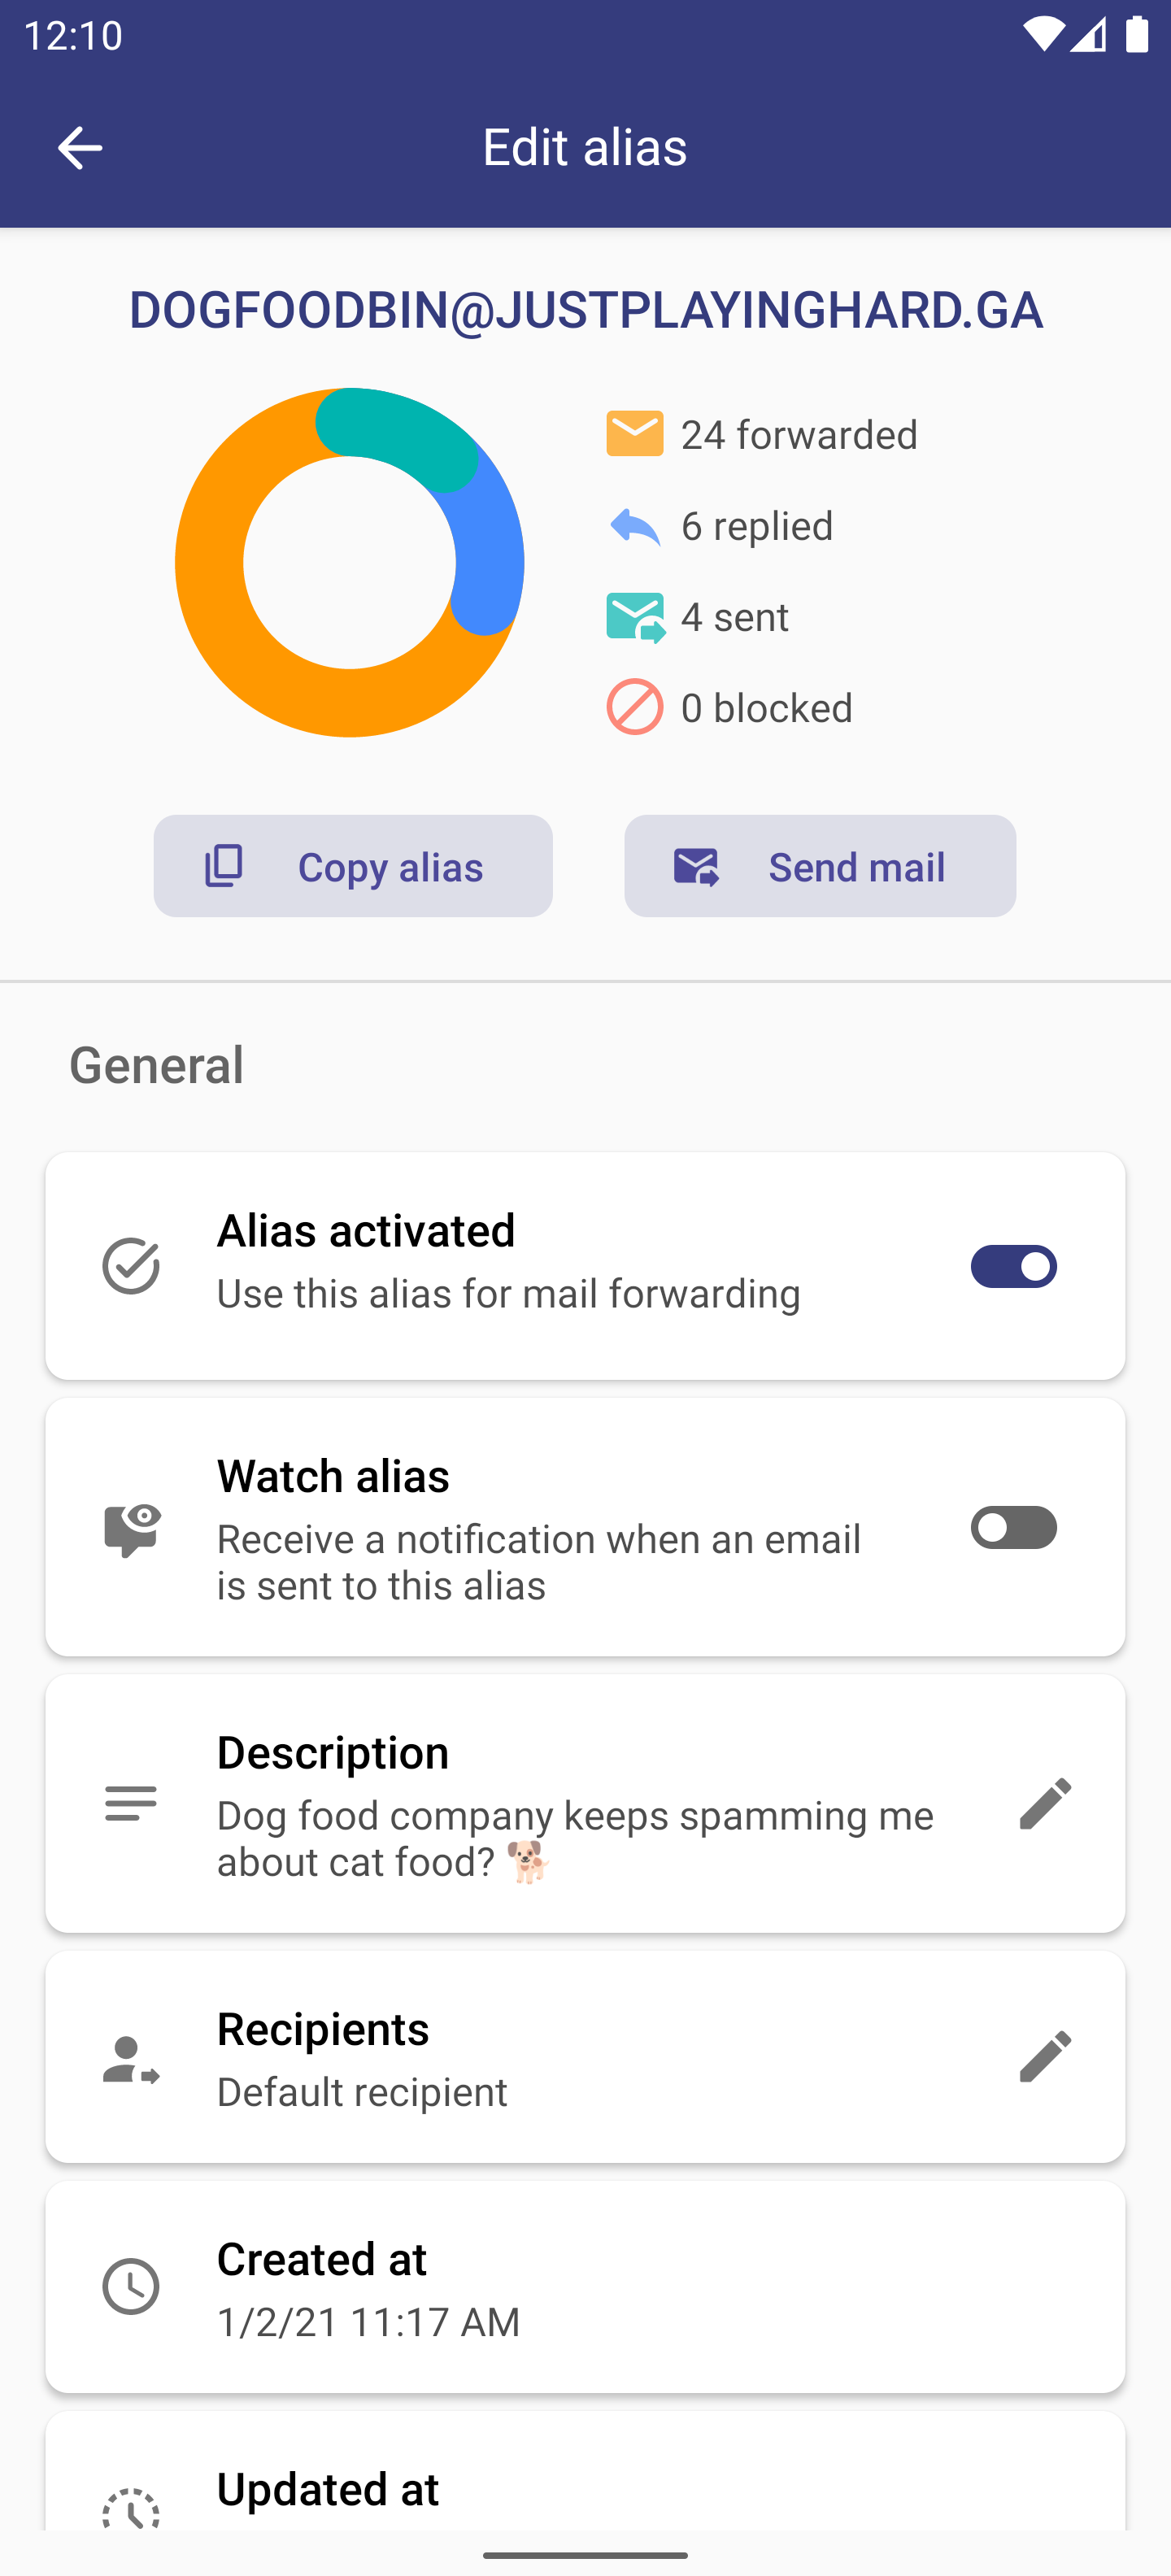 12:10
Edit alias
DOGFOODBIN@JUSTPLAYINGHARD.GA
24 forwarded
6 replied
4 sent
0 blocked
Copy alias
Send mail
General
Alias activated
Use this alias for mail forwarding
Watch alias
Receive a notification when an email
is sent to this alias
Description
Dog food company keeps spamming me
about cat food? 🐕
Recipients
Default recipient
Created at
1/2/21 11:17 AM
Updated at